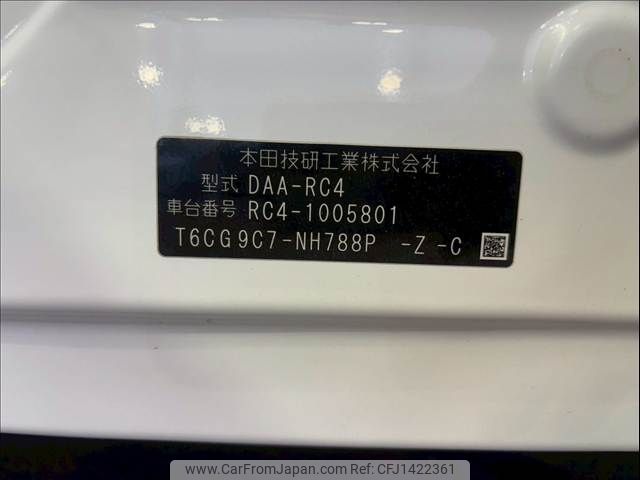 本田技研工業株式会社
型式 DAA-RC4
車台番号 RC4-1005801
T6CG9C7-NH788P -Z -C
www.CarFromJapan.com - CFJ1422361